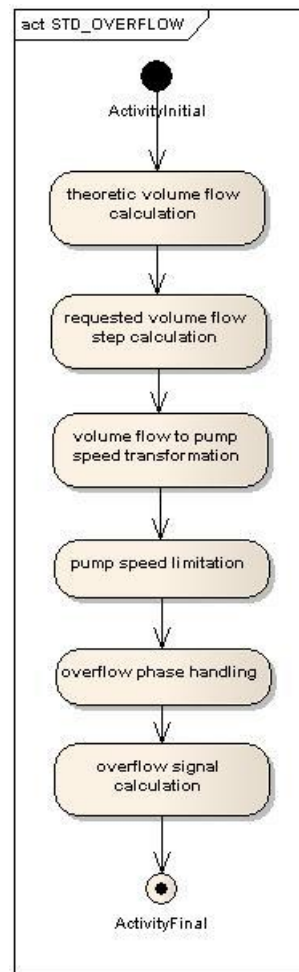 act STD_OVERFLOW
ActivityInitial
theoretic volume flow
calculation
requested volume flow
step calculation
volume flow to pump
speed transformation
pump speed limitation
overflow phase handling
overflow signal
calculation
ActivityFinal